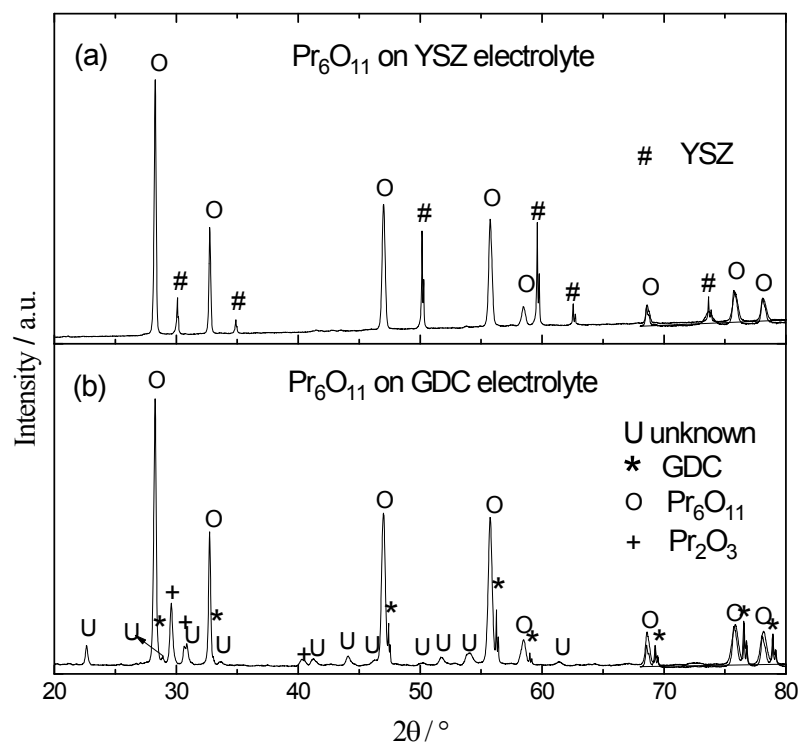 (a) Pr₆O₁₁ on YSZ electrolyte
O
# YSZ
O
O
#
#
O
#
#
O
#
O
#
O
O
(b) Pr₆O₁₁ on GDC electrolyte
O
U unknown
* GDC
O Pr₆O₁₁
+ Pr₂O₃
O
O
O
U
U
*
+
+
U
*
U
+
U
U
U
*
U
U
U
*
O
*
U
O
*
O
*
O
*
20 30 40 50 60 70 80
2θ / °
Intensity / a.u.